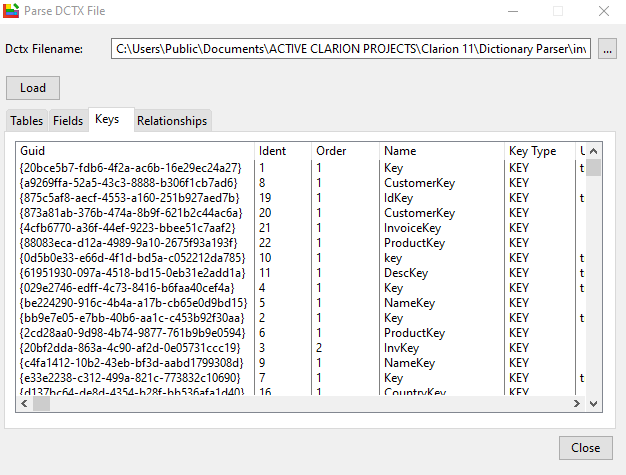 Parse DCTX File
Dctx Filename: C:\Users\Public\Documents\ACTIVE CLARION PROJECTS\Clarion 11\Dictionary Parser\in ...
Load
Tables Fields Keys Relationships
Guid Ident Order Name Key Type U
{20bce5b7-fdb6-4f2a-ac6b-16e29ec24a27} 1 1 Key KEY t
{a9269ffa-52a5-43c3-8888-b306f1cb7ad6} 8 1 CustomerKey KEY
{875c5af8-aecf-4553-a160-251b927aed7b} 19 1 IdKey KEY t
{873a81ab-376b-474a-8b9f-621b2c44ac6a} 20 1 CustomerKey KEY
{4cfb6770-a36f-44ef-9223-bbee51c7aaf2} 21 1 InvoiceKey KEY
{88083eca-d12a-4989-9a10-2675f93a193f} 22 1 ProductKey KEY
{0d5b0e33-e66d-4f1d-bd5a-c052212da785} 10 1 key KEY t
{61951930-097a-4518-bd15-0eb31e2add1a} 11 1 DescKey KEY t
{029e2746-edff-4c73-8416-b6faa40cef4a} 4 1 Key KEY t
{be224290-916c-4b4a-a17b-cb65e0d9bd15} 5 1 NameKey KEY
{bb9e7e05-e7bb-40b6-aa1c-c453b92f30aa} 2 1 Key KEY t
{2cd28aa0-9d98-4b74-9877-761b9b9e0594} 6 1 ProductKey KEY
{20bf2dda-863a-4c90-af2d-0e05731ccc19} 3 2 InvKey KEY
{c4fa1412-10b2-43eb-bf3d-aabd1799308d} 9 1 NameKey KEY
{e33e2238-c312-499a-821c-773832c10690} 7 1 Key KEY t
{d137bc64-de8d-4354-b28f-bb536afa1d40} 16 1 CountryKey KEY
Close